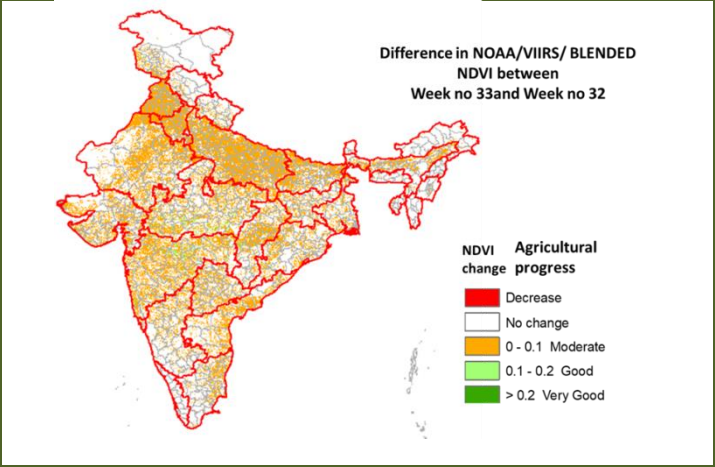 Difference in NOAA/VIIRS/ BLENDED
NDVI between
Week no 33and Week no 32
NDVI change
Agricultural progress
Decrease
No change
0 - 0.1 Moderate
0.1 - 0.2 Good
> 0.2 Very Good